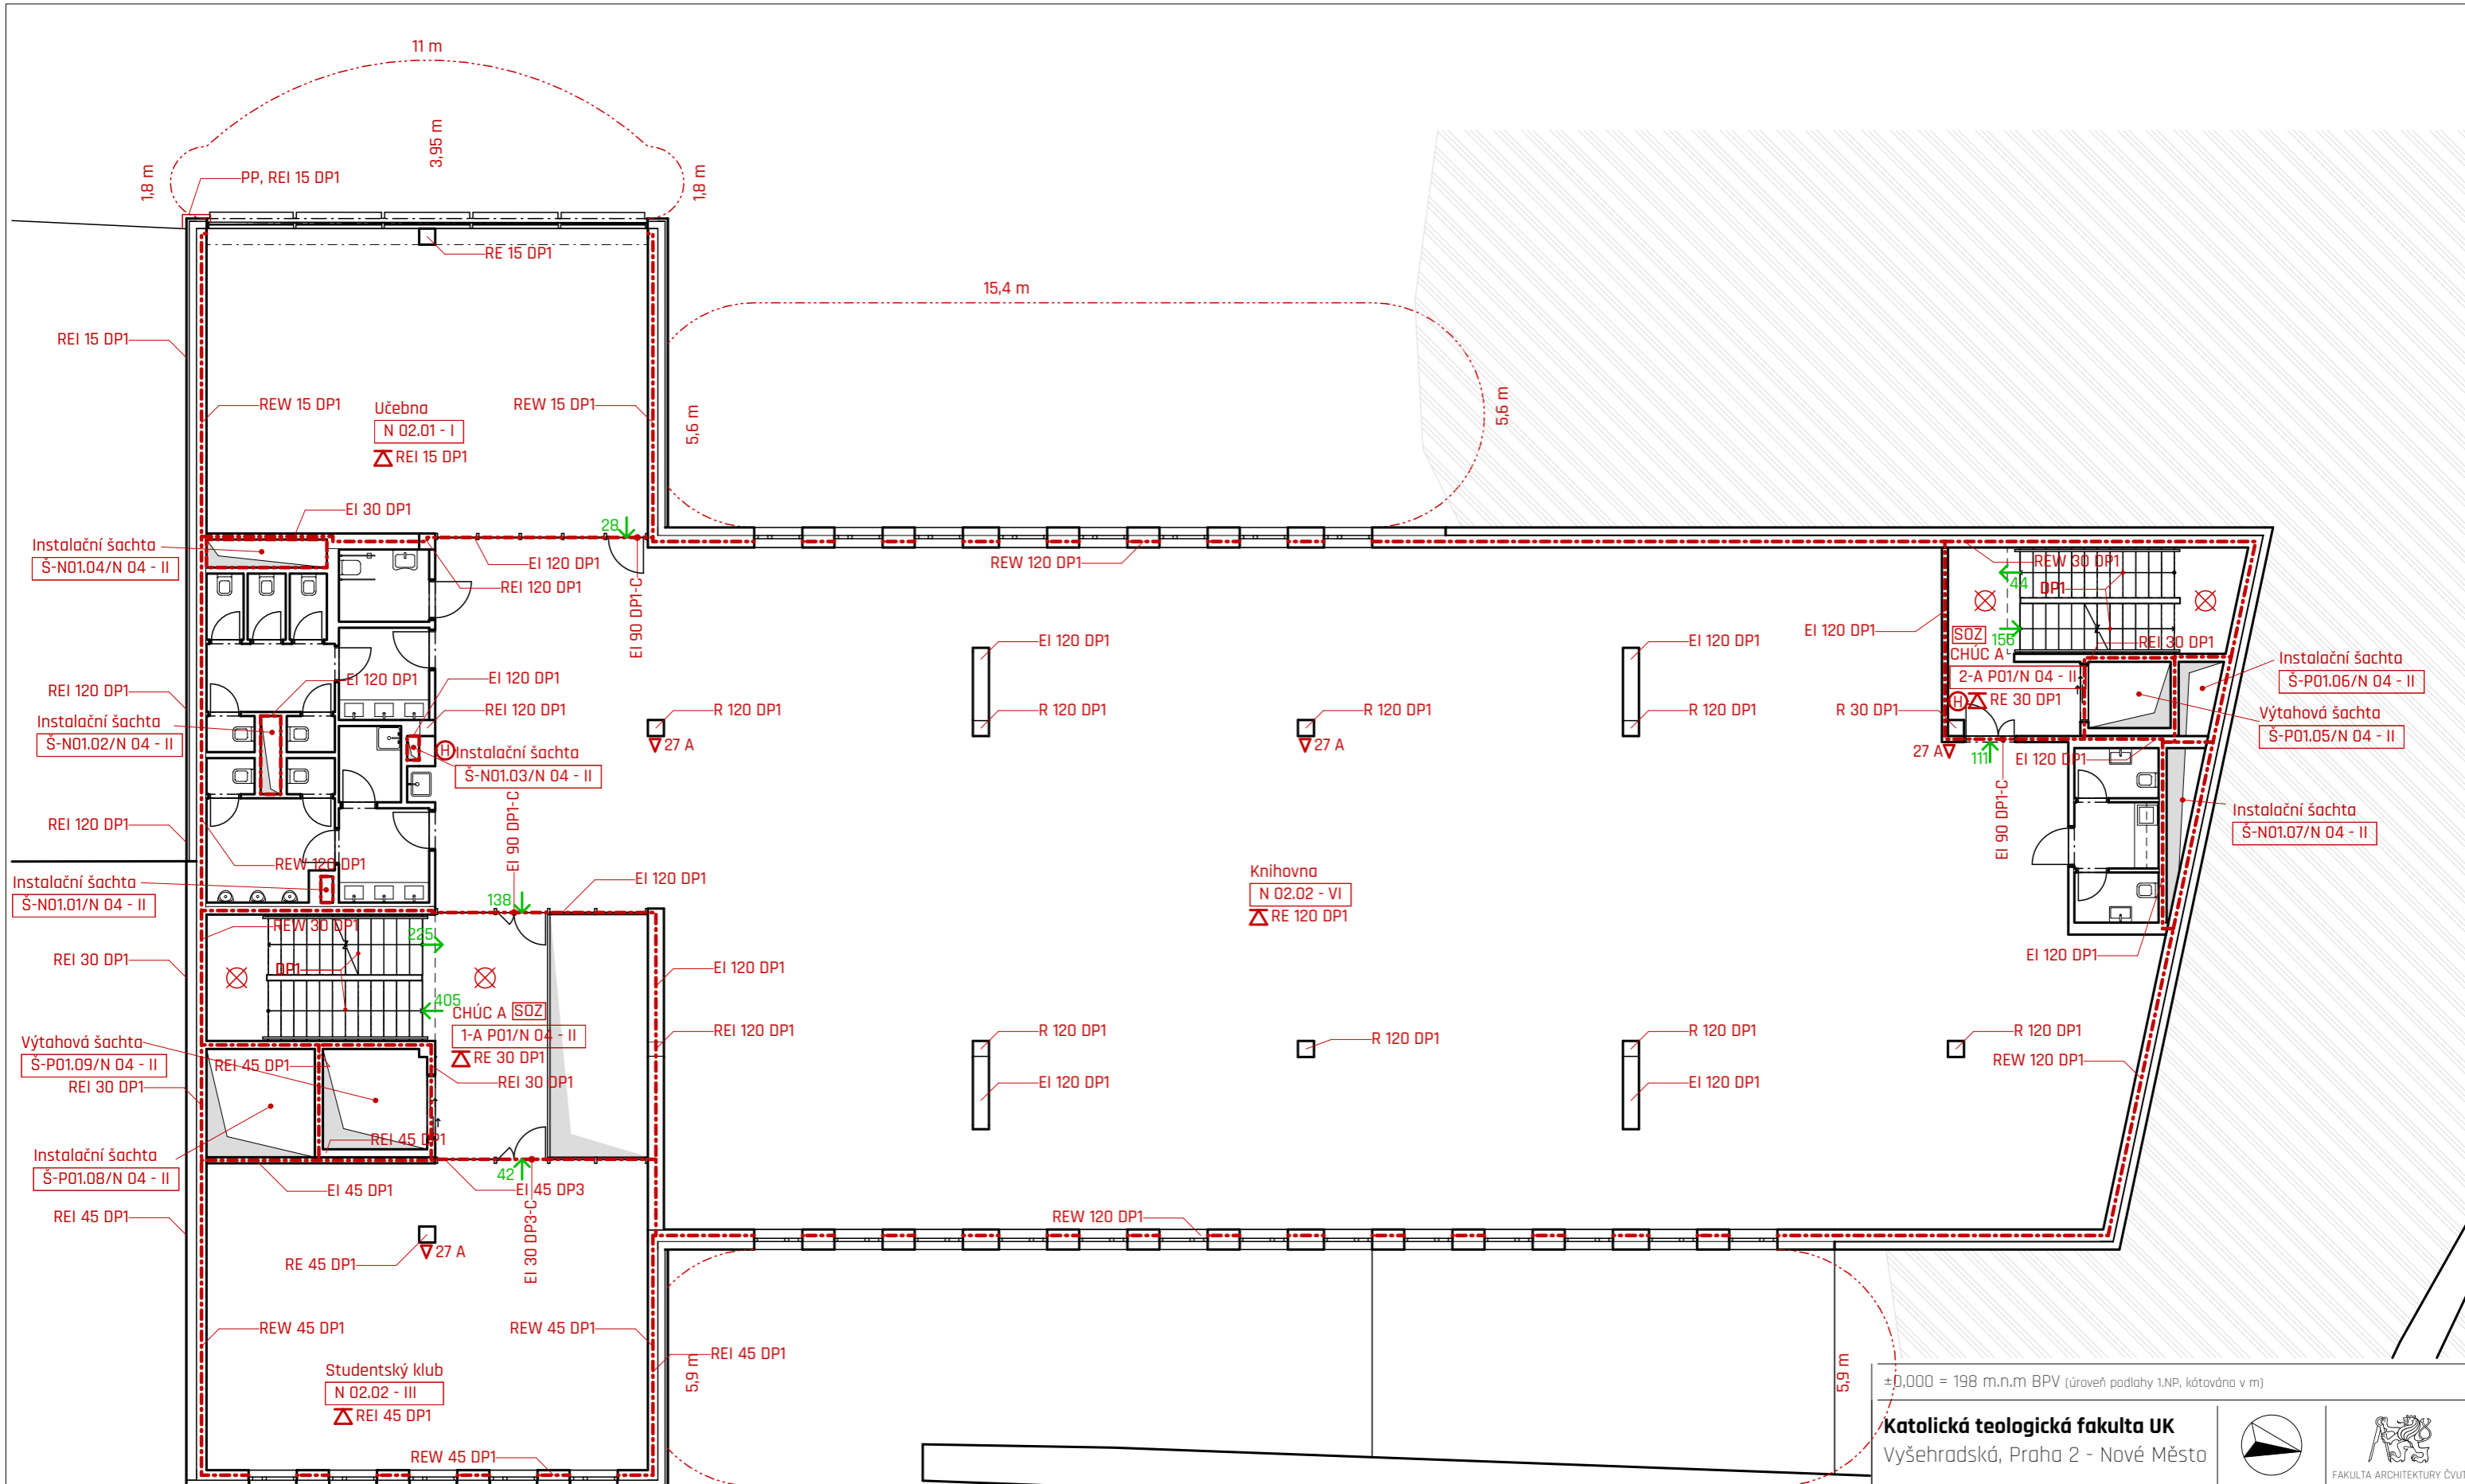 11 m
3,95 m
1,8 m
1,8 m
PP, REI 15 DP1
RE 15 DP1
15,4 m
REI 15 DP1
REW 15 DP1
Učebna
N 02.01 - I
REI 15 DP1
REW 15 DP1
5,6 m
5,6 m
EI 30 DP1
28
Instalační šachta
Š-N01.04/N 04 - II
EI 120 DP1
REI 120 DP1
EI 90 DP1-C
REW 120 DP1
REW 30 DP1
44
DP1
EI 120 DP1
EI 120 DP1
EI 120 DP1
SOZ
156
REI 30 DP1
CHÚC A
2-A P01/N 04 - II
H
RE 30 DP1
Instalační šachta
Š-P01.06/N 04 - II
REI 120 DP1
EI 120 DP1
EI 120 DP1
REI 120 DP1
R 120 DP1
27 A
R 120 DP1
R 120 DP1
27 A
R 120 DP1
R 30 DP1
Výtahová šachta
Š-P01.05/N 04 - II
Instalační šachta
Š-N01.02/N 04 - II
H
Instalační šachta
Š-N01.03/N 04 - II
27 A
111
EI 120 DP1
EI 90 DP1-C
REI 120 DP1
EI 90 DP1-C
Instalační šachta
Š-N01.07/N 04 - II
REW 120 DP1
Instalační šachta
Š-N01.01/N 04 - II
EI 120 DP1
138
Knihovna
N 02.02 - VI
RE 120 DP1
REW 30 DP1
225
REI 30 DP1
DP1
EI 120 DP1
EI 120 DP1
405
CHÚC A
SOZ
1-A P01/N 04 - II
RE 30 DP1
REI 120 DP1
R 120 DP1
R 120 DP1
R 120 DP1
R 120 DP1
REW 120 DP1
Výtahová šachta
Š-P01.09/N 04 - II
REI 45 DP1
REI 30 DP1
REI 30 DP1
EI 120 DP1
EI 120 DP1
REI 45 DP1
Instalační šachta
Š-P01.08/N 04 - II
42
EI 45 DP1
EI 45 DP3
EI 30 DP3-C
REI 45 DP1
REW 120 DP1
27 A
RE 45 DP1
REW 45 DP1
REW 45 DP1
REI 45 DP1
5,9 m
5,9 m
Studentský klub
N 02.02 - III
REI 45 DP1
REW 45 DP1
±0,000 = 198 m.n.m BPV (úroveň podlahy 1.NP, kótováno v m)
Katolická teologická fakulta UK
Vyšehradská, Praha 2 - Nové Město
FAKULTA ARCHITEKTURY ČVUT